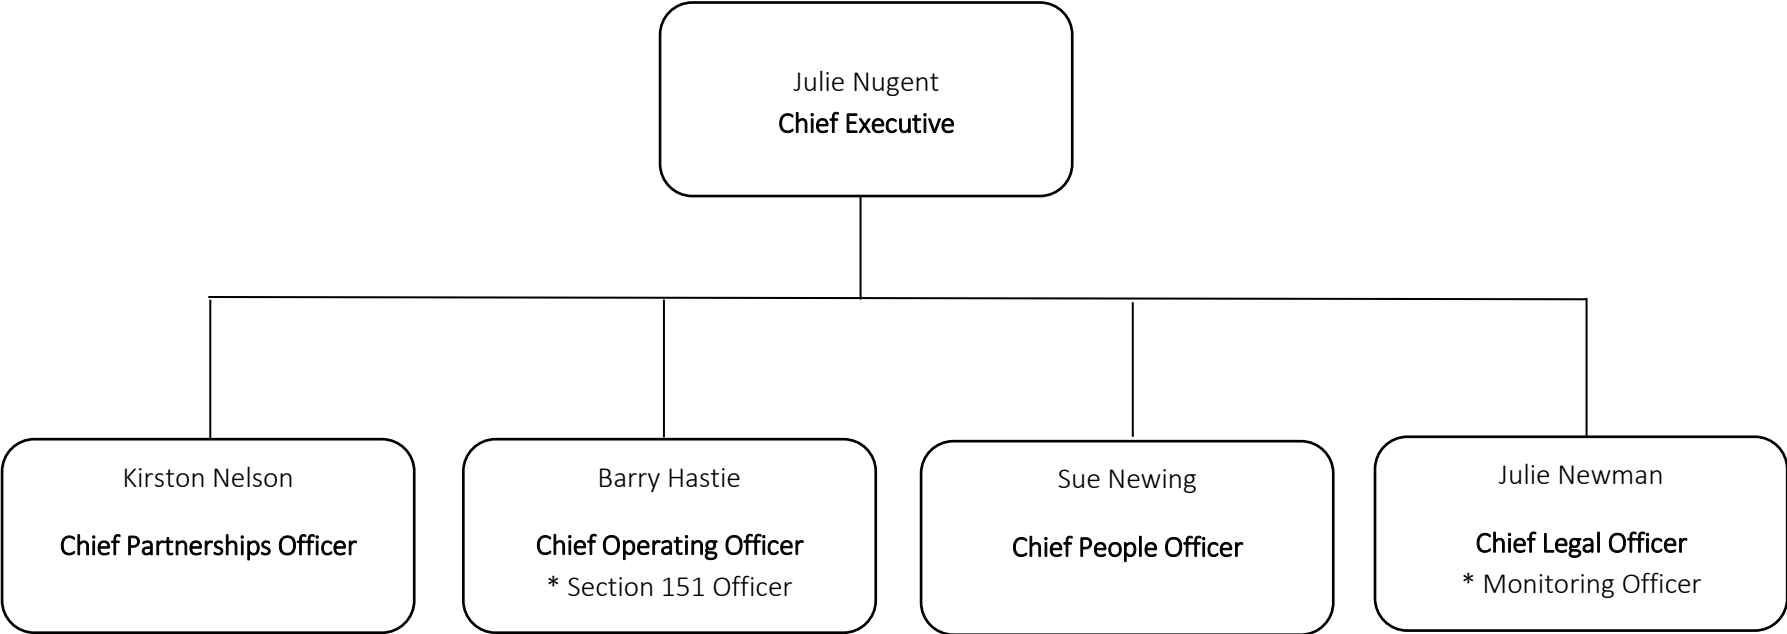 Julie Nugent
Chief Executive
Kirston Nelson
Chief Partnerships Officer
Barry Hastie
Chief Operating Officer
* Section 151 Officer
Sue Newing
Chief People Officer
Julie Newman
Chief Legal Officer
* Monitoring Officer